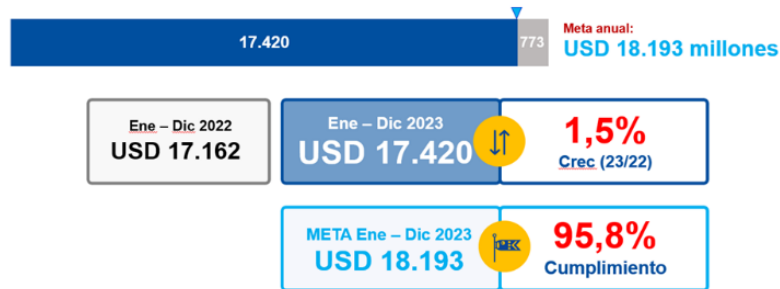 17.420
773
Meta anual:
USD 18.193 millones
Ene – Dic 2022
USD 17.162
Ene – Dic 2023
USD 17.420
1,5%
Crec (23/22)
META Ene – Dic 2023
USD 18.193
95,8%
Cumplimiento